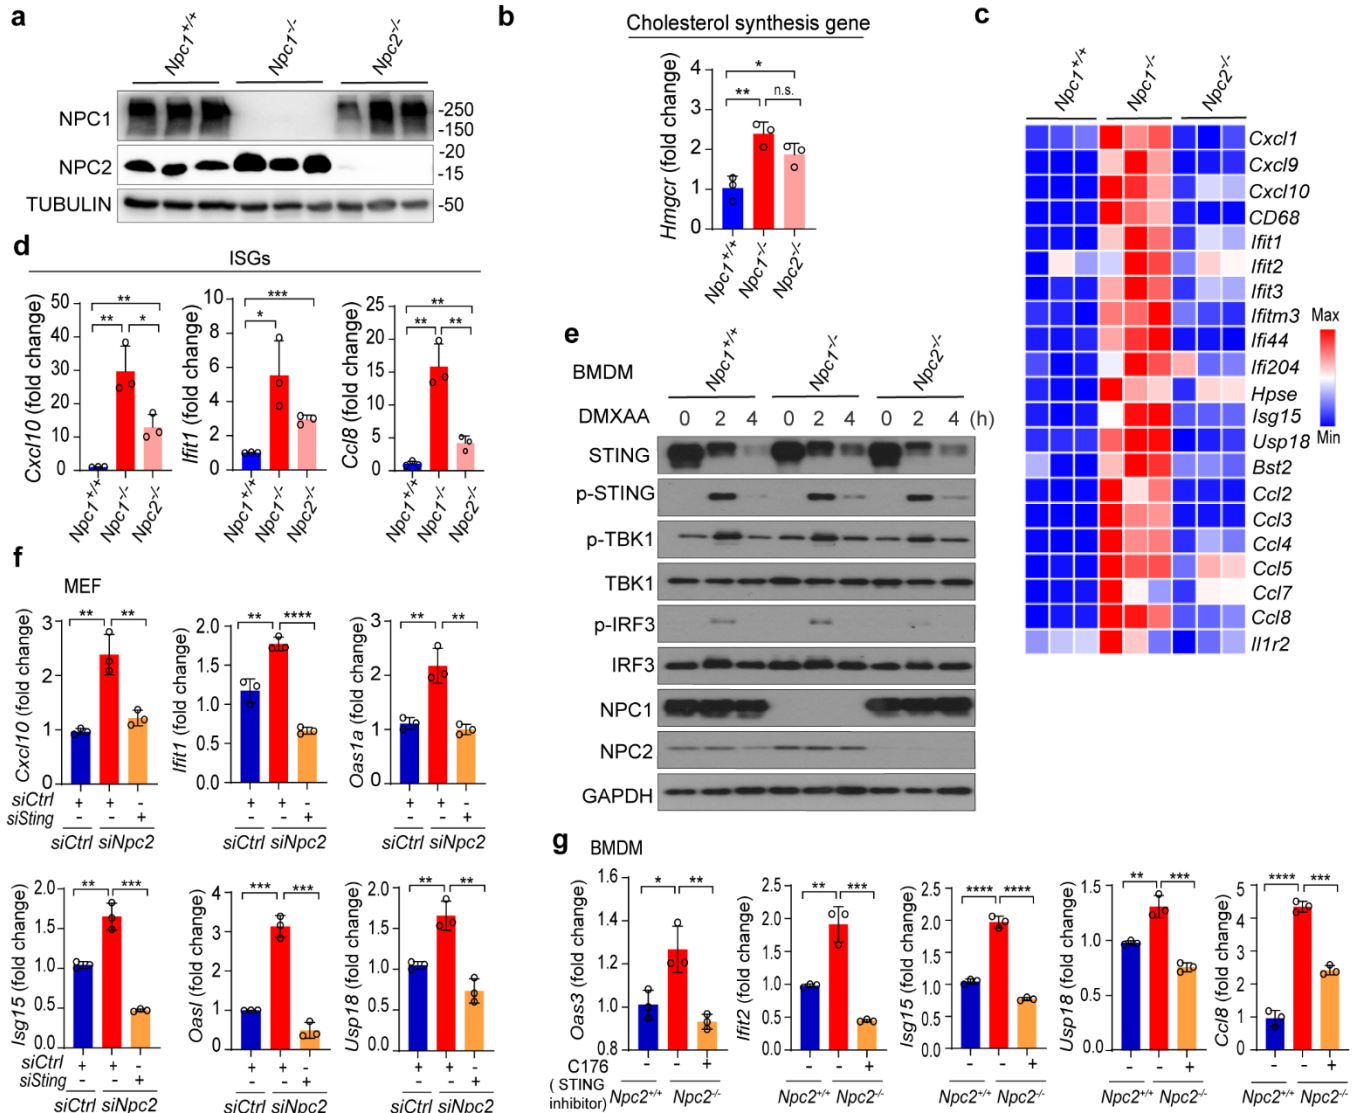 a
Npc1+/+
Npc1-/-
Npc2-/-
NPC1
-250
-150
NPC2
-20
-15
TUBULIN
-50
b
Cholesterol synthesis gene
Hmgcr (fold change)
4
3
2
1
0
*
**
n.s.
Npc1+/+
Npc1-/-
Npc2-/-
c
Npc1+/+
Npc1-/-
Npc2-/-
Cxcl1
Cxcl9
Cxcl10
CD68
Ifit1
Ifit2
Ifit3
Ifitm3
Ifi44
Ifi204
Hpse
Isg15
Usp18
Bst2
Ccl2
Ccl3
Ccl4
Ccl5
Ccl7
Ccl8
Il1r2
Max
Min
d
ISGs
Cxcl10 (fold change)
50
40
30
20
10
0
**
**
*
Npc1+/+
Npc1-/-
Npc2-/-
Ifit1 (fold change)
10
8
6
4
2
0
***
*
Npc1+/+
Npc1-/-
Npc2-/-
Ccl8 (fold change)
25
20
15
10
5
0
**
**
**
Npc1+/+
Npc1-/-
Npc2-/-
e
BMDM
Npc1+/+
Npc1-/-
Npc2-/-
DMXAA
0 2 4 0 2 4 0 2 4 (h)
STING
p-STING
p-TBK1
TBK1
p-IRF3
IRF3
NPC1
NPC2
GAPDH
f
MEF
Cxcl10 (fold change)
3
2
1
0
** **
Ifit1 (fold change)
2.0
1.5
1.0
0.5
0.0
** ****
Oas1a (fold change)
3
2
1
0
** **
siCtrl + + - + + - + + -
siSting - - + - - + - - +
siCtrl siNpc2 siCtrl siNpc2 siCtrl siNpc2
Isg15 (fold change)
2.0
1.5
1.0
0.5
0.0
** ***
Oasl (fold change)
4
3
2
1
0
*** ***
Usp18 (fold change)
2.0
1.5
1.0
0.5
0.0
** **
siCtrl + + - + + - + + -
siSting - - + - - + - - +
siCtrl siNpc2 siCtrl siNpc2 siCtrl siNpc2
g
BMDM
Oas3 (fold change)
1.6
1.4
1.2
1.0
0.8
* **
Ifit2 (fold change)
2.5
2.0
1.5
1.0
0.5
0.0
** ***
Isg15 (fold change)
2.5
2.0
1.5
1.0
0.5
0.0
**** ****
Usp18 (fold change)
1.5
1.0
0.5
0.0
** ***
Ccl8 (fold change)
5
4
3
2
1
0
**** ***
C176 - - + - - + - - + - - + - - +
( STING
inhibitor) Npc2+/+ Npc2-/- Npc2+/+ Npc2-/- Npc2+/+ Npc2-/- Npc2+/+ Npc2-/- Npc2+/+ Npc2-/-